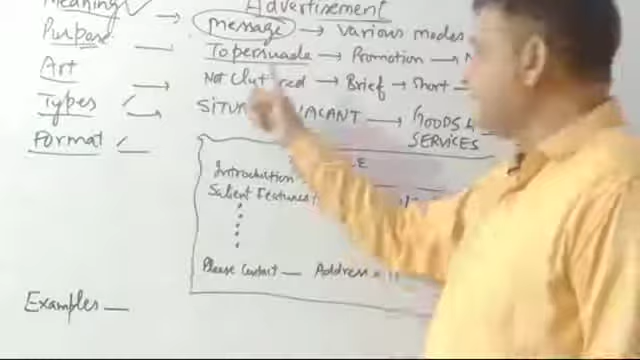 Advertisement
Meaning message Various modes
Purpose To persuade Promotion
Art Not Cluttered Brief Short
Types VACANT GOODS &
SERVICES
Format
Introduction
Salient Features
Please Contact Address
Examples